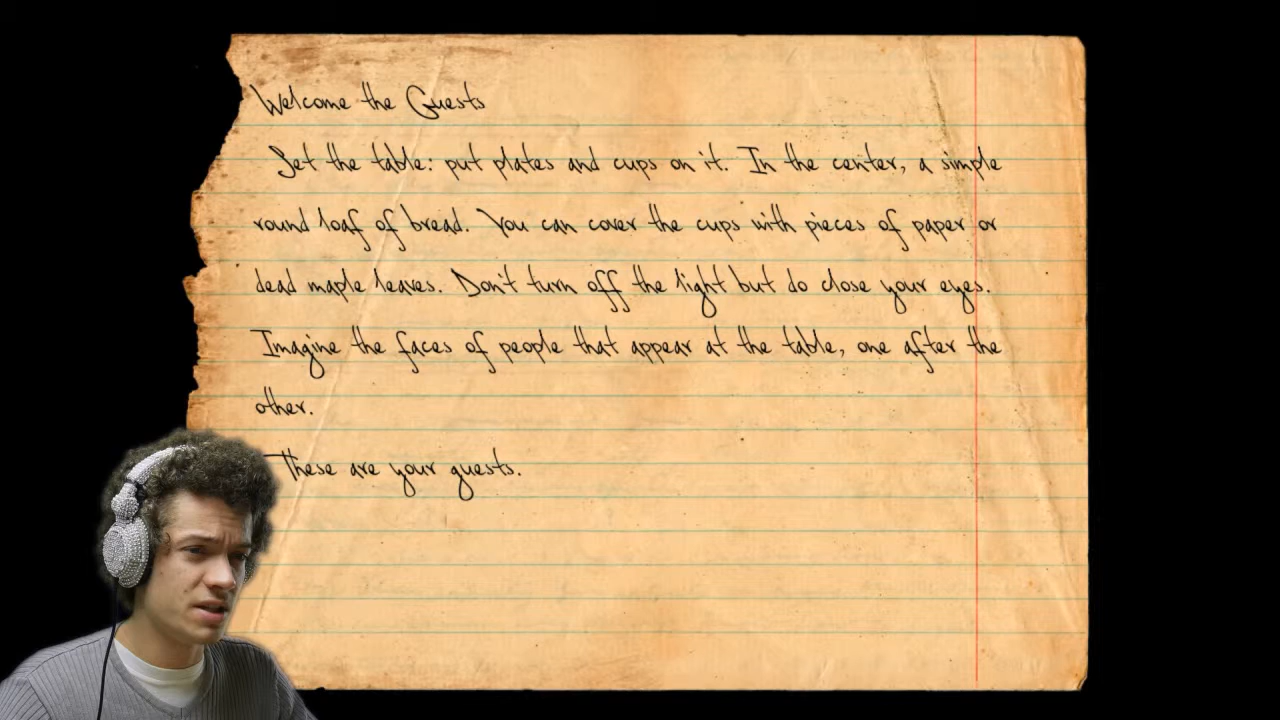 Welcome the Guests
Set the table: put plates and cups on it. In the center, a simple
round loaf of bread. You can cover the cups with pieces of paper or
dead maple leaves. Don't turn off the light but do close your eyes.
Imagine the faces of people that appear at the table, one after the
other.
These are your guests.